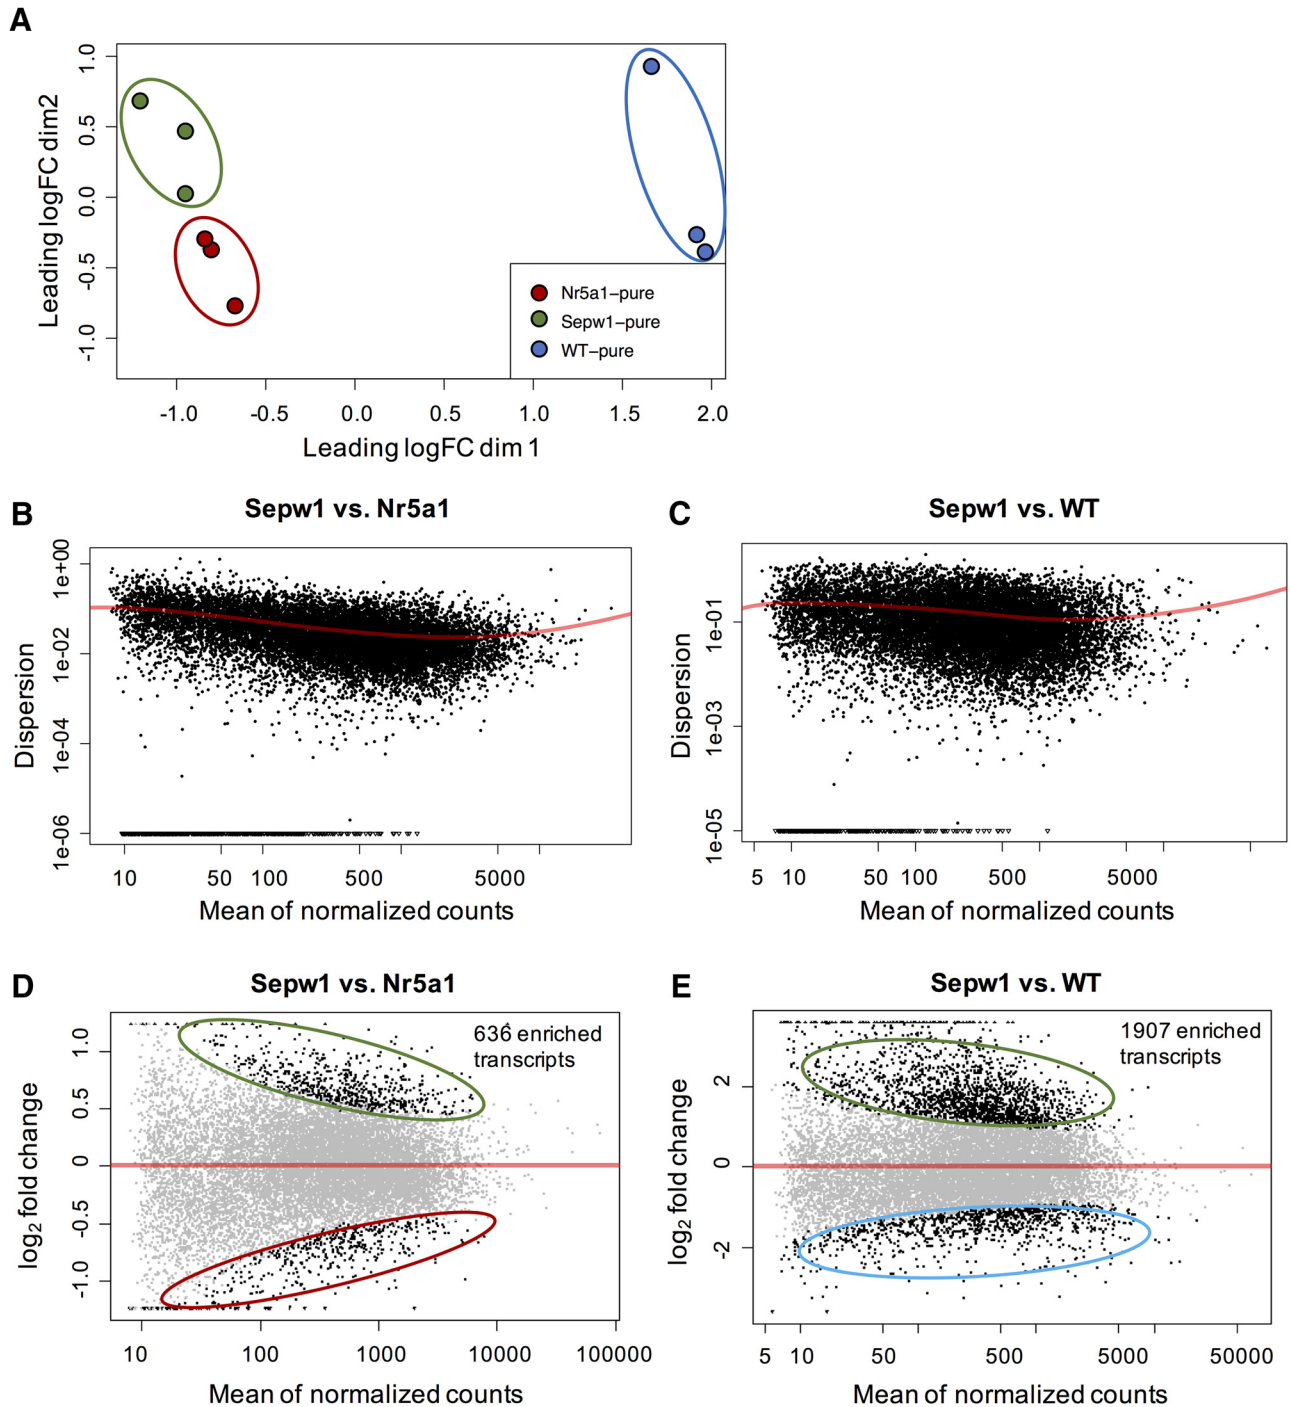 A
Leading logFC dim2
1.0
0.5
0.0
-0.5
-1.0
Nr5a1-pure
Sepw1-pure
WT-pure
-1.0 -0.5 0.0 0.5 1.0 1.5 2.0
Leading logFC dim 1
B
Sepw1 vs. Nr5a1
Dispersion
1e+00
1e-02
1e-04
1e-06
10 50 100 500 5000
Mean of normalized counts
C
Sepw1 vs. WT
Dispersion
1e-01
1e-03
1e-05
5 10 50 100 500 5000
Mean of normalized counts
D
Sepw1 vs. Nr5a1
636 enriched
transcripts
log2 fold change
1.0
0.5
0
-0.5
-1.0
10 100 1000 10000 100000
Mean of normalized counts
E
Sepw1 vs. WT
1907 enriched
transcripts
log2 fold change
2
0
-2
5 10 50 500 5000 50000
Mean of normalized counts